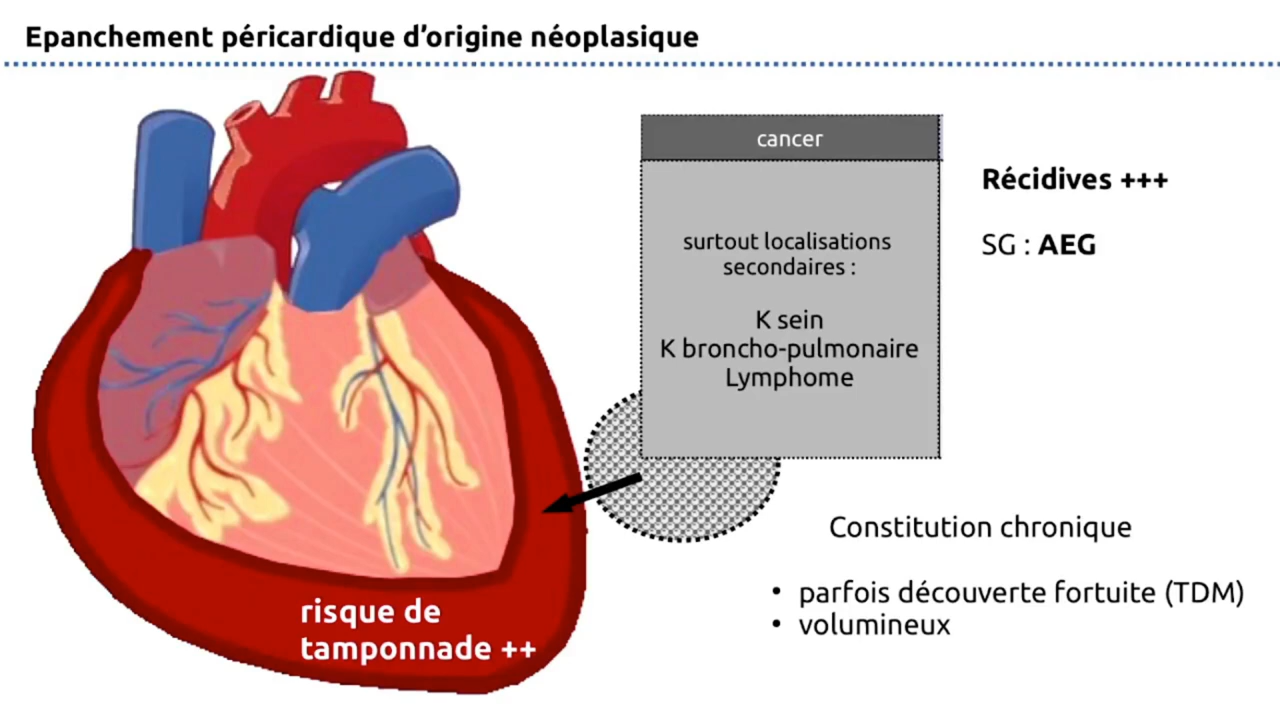 Epanchement péricardique d’origine néoplasique
cancer
surtout localisations
secondaires :
K sein
K broncho-pulmonaire
Lymphome
Récidives +++
SG : AEG
Constitution chronique
• parfois découverte fortuite (TDM)
• volumineux
risque de
tamponnade ++